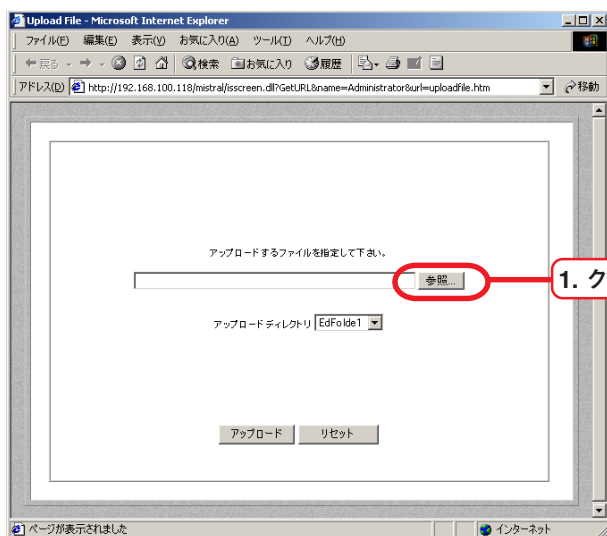 Upload File - Microsoft Internet Explorer
ファイル(F) 編集(E) 表示(V) お気に入り(A) ツール(T) ヘルプ(H)
戻る 検索 お気に入り 履歴
アドレス(D) http://192.168.100.118/mistral/isscreen.dll?GetURL&name=Administrator&url=uploadfile.htm 移動
アップロードするファイルを指定して下さい。
参照...
1. ク
アップロードディレクトリ EdFolde1
アップロード リセット
ページが表示されました インターネット